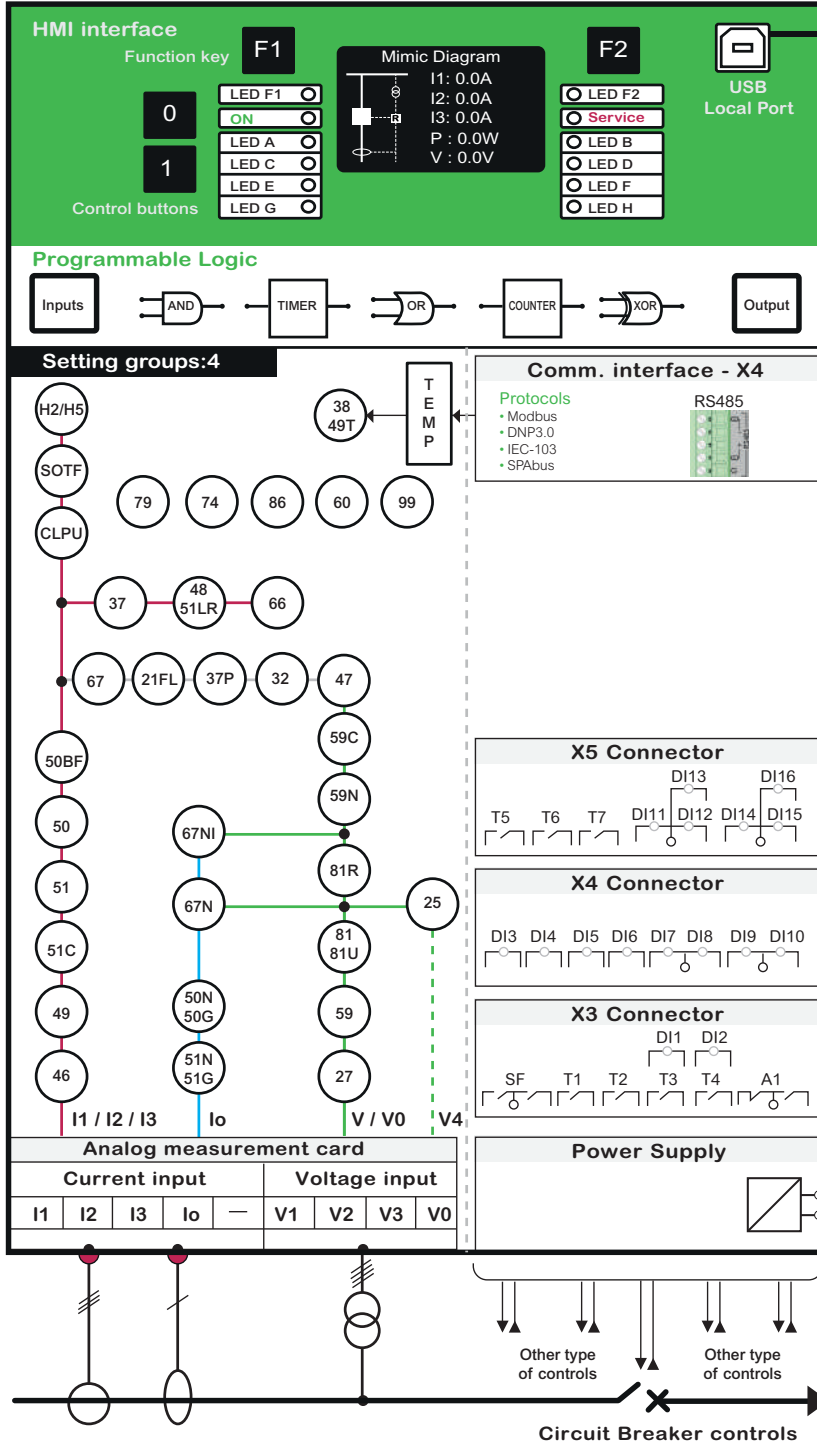 HMI interface
Function key
F1
F2
0
1
Control buttons
LED F1
ON
LED A
LED C
LED E
LED G
Mimic Diagram
I1: 0.0A
I2: 0.0A
I3: 0.0A
P : 0.0W
V : 0.0V
R
LED F2
Service
LED B
LED D
LED F
LED H
USB
Local Port
Programmable Logic
Inputs
AND
TIMER
OR
COUNTER
XOR
Output
Setting groups:4
H2/H5
SOTF
CLPU
38
49T
T
E
M
P
79
74
86
60
99
37
48
51LR
66
67
21FL
37P
32
47
59C
59N
50BF
50
51
51C
49
46
67NI
67N
50N
50G
51N
51G
81R
81
81U
59
27
25
I1 / I2 / I3
Io
V / V0
V4
Analog measurement card
Current input
Voltage input
I1 I2 I3 Io — V1 V2 V3 V0
Comm. interface - X4
Protocols
• Modbus
• DNP3.0
• IEC-103
• SPAbus
RS485
X5 Connector
DI13 DI16
T5 T6 T7 DI11 DI12 DI14 DI15
X4 Connector
DI3 DI4 DI5 DI6 DI7 DI8 DI9 DI10
X3 Connector
DI1 DI2
SF T1 T2 T3 T4 A1
Power Supply
Other type
of controls
Other type
of controls
Circuit Breaker controls